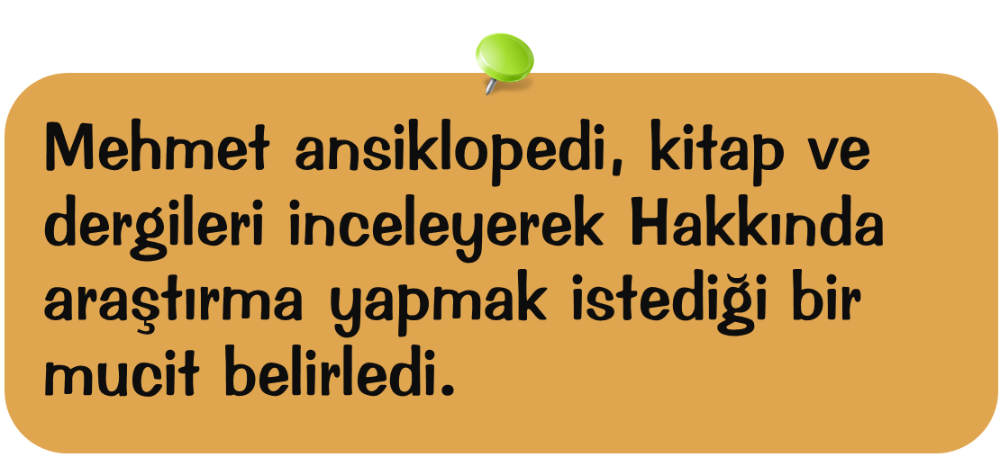 Mehmet ansiklopedi, kitap ve
dergileri inceleyerek Hakkında
araştırma yapmak istediği bir
mucit belirledi.